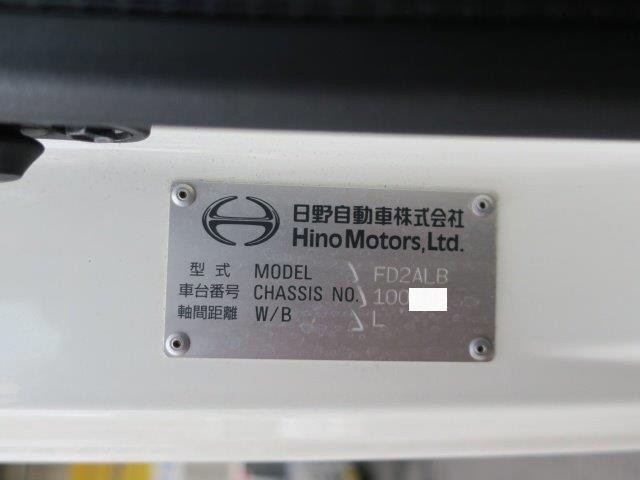 日野自動車株式会社
Hino Motors, Ltd.
型式 MODEL FD2ALB
車台番号 CHASSIS NO. 100
軸間距離 W/B L